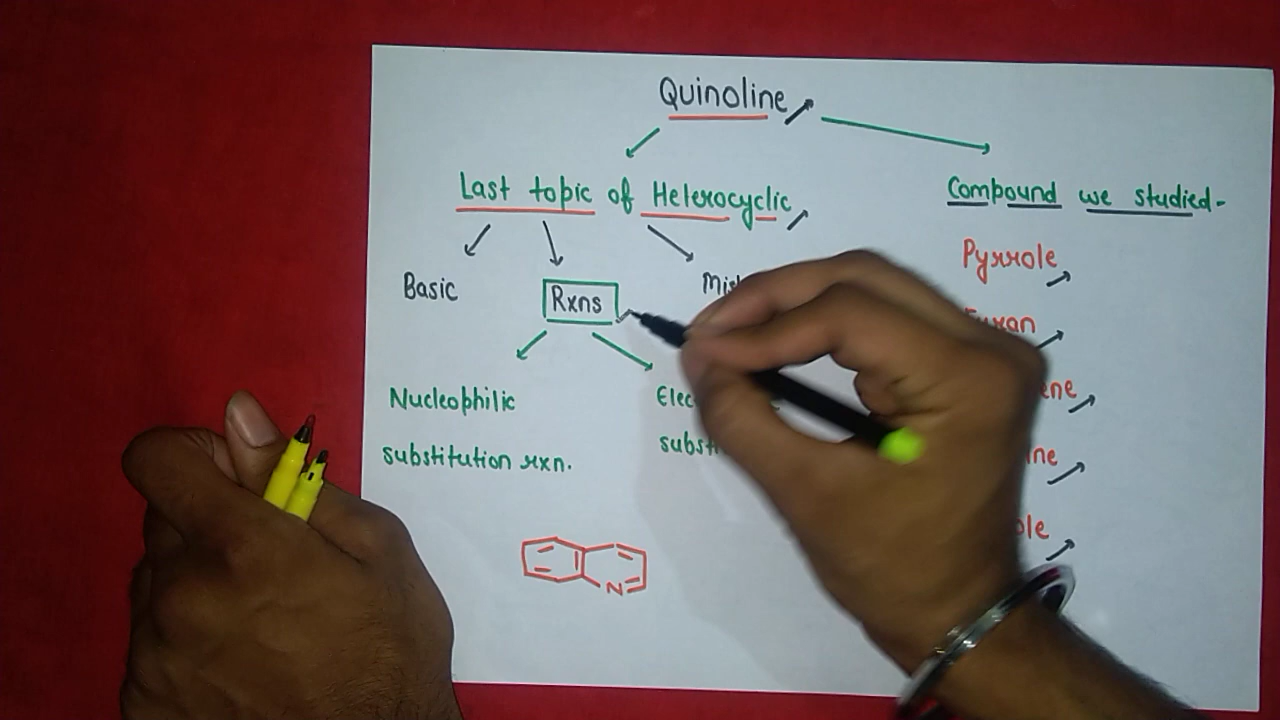 Quinoline
Last topic of Heterocyclic
Compound we studied-
Basic
Rxns
Pyrrole
Nucleophilic
substitution rxn.
N